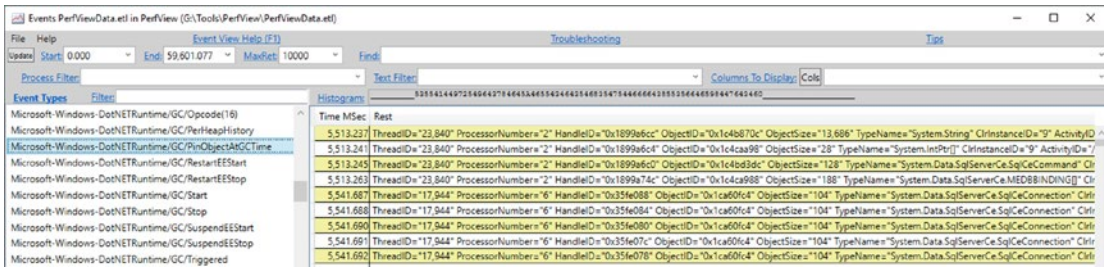 Events PerfViewData.etl in PerfView (G:\Tools\PerfView\PerfViewData.etl)
File Help Event View Help (F1) Troubleshooting Tips
Update Start: 0.000 End: 59,601.077 MaxRet: 10000 Find:
Process Filter: Text Filter: Columns To Display: Cols
Event Types Filter: Histogram:
Microsoft-Windows-DotNETRuntime/GC/Opcode(16) Time MSec Rest
Microsoft-Windows-DotNETRuntime/GC/PerHeapHistory 5,513.237 ThreadID="23,840" ProcessorNumber="2" HandleID="0x1899a6cc" ObjectID="0x1c4b870c" ObjectSize="13,686" TypeName="System.String" ClrInstanceID="9" ActivityID
Microsoft-Windows-DotNETRuntime/GC/PinObjectAtGCTime 5,513.241 ThreadID="23,840" ProcessorNumber="2" HandleID="0x1899a6c4" ObjectID="0x1c4caa98" ObjectSize="28" TypeName="System.IntPtr[]" ClrInstanceID="9" ActivityID="/
Microsoft-Windows-DotNETRuntime/GC/RestartEEStart 5,513.245 ThreadID="23,840" ProcessorNumber="2" HandleID="0x1899a6c0" ObjectID="0x1c4bd3dc" ObjectSize="128" TypeName="System.Data.SqlServerCe.SqlCeCommand" Cl
Microsoft-Windows-DotNETRuntime/GC/RestartEEStop 5,513.263 ThreadID="23,840" ProcessorNumber="2" HandleID="0x1899a74c" ObjectID="0x1c4ca988" ObjectSize="188" TypeName="System.Data.SqlServerCe.MEDBBINDING[]" Clr
Microsoft-Windows-DotNETRuntime/GC/Start 5,541.687 ThreadID="17,944" ProcessorNumber="6" HandleID="0x35fe088" ObjectID="0x1ca60fc4" ObjectSize="104" TypeName="System.Data.SqlServerCe.SqlCeConnection" ClrIn
Microsoft-Windows-DotNETRuntime/GC/Stop 5,541.688 ThreadID="17,944" ProcessorNumber="6" HandleID="0x35fe084" ObjectID="0x1ca60fc4" ObjectSize="104" TypeName="System.Data.SqlServerCe.SqlCeConnection" ClrIn
Microsoft-Windows-DotNETRuntime/GC/SuspendEEStart 5,541.690 ThreadID="17,944" ProcessorNumber="6" HandleID="0x35fe080" ObjectID="0x1ca60fc4" ObjectSize="104" TypeName="System.Data.SqlServerCe.SqlCeConnection" ClrIn
Microsoft-Windows-DotNETRuntime/GC/SuspendEEStop 5,541.691 ThreadID="17,944" ProcessorNumber="6" HandleID="0x35fe07c" ObjectID="0x1ca60fc4" ObjectSize="104" TypeName="System.Data.SqlServerCe.SqlCeConnection" ClrIn
Microsoft-Windows-DotNETRuntime/GC/Triggered 5,541.692 ThreadID="17,944" ProcessorNumber="6" HandleID="0x35fe078" ObjectID="0x1ca60fc4" ObjectSize="104" TypeName="System.Data.SqlServerCe.SqlCeConnection" ClrIn